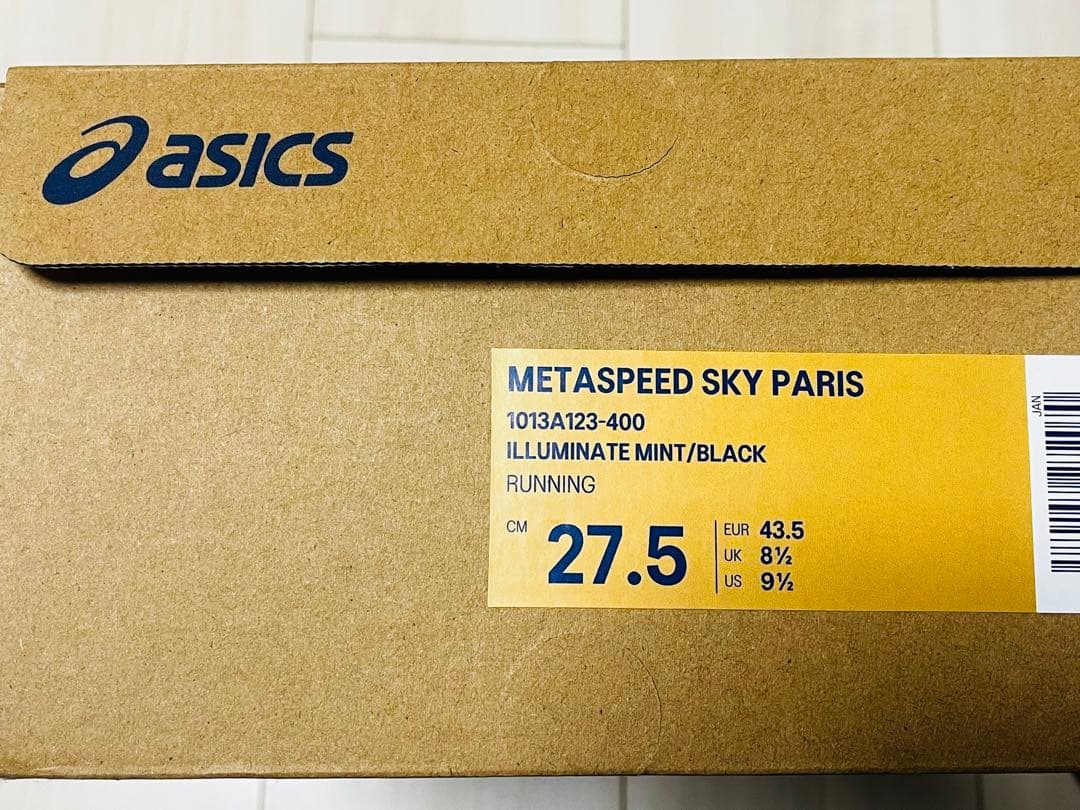 asics
METASPEED SKY PARIS
1013A123-400
ILLUMINATE MINT/BLACK
RUNNING
CM 27.5
EUR 43.5
UK 8½
US 9½
JAN